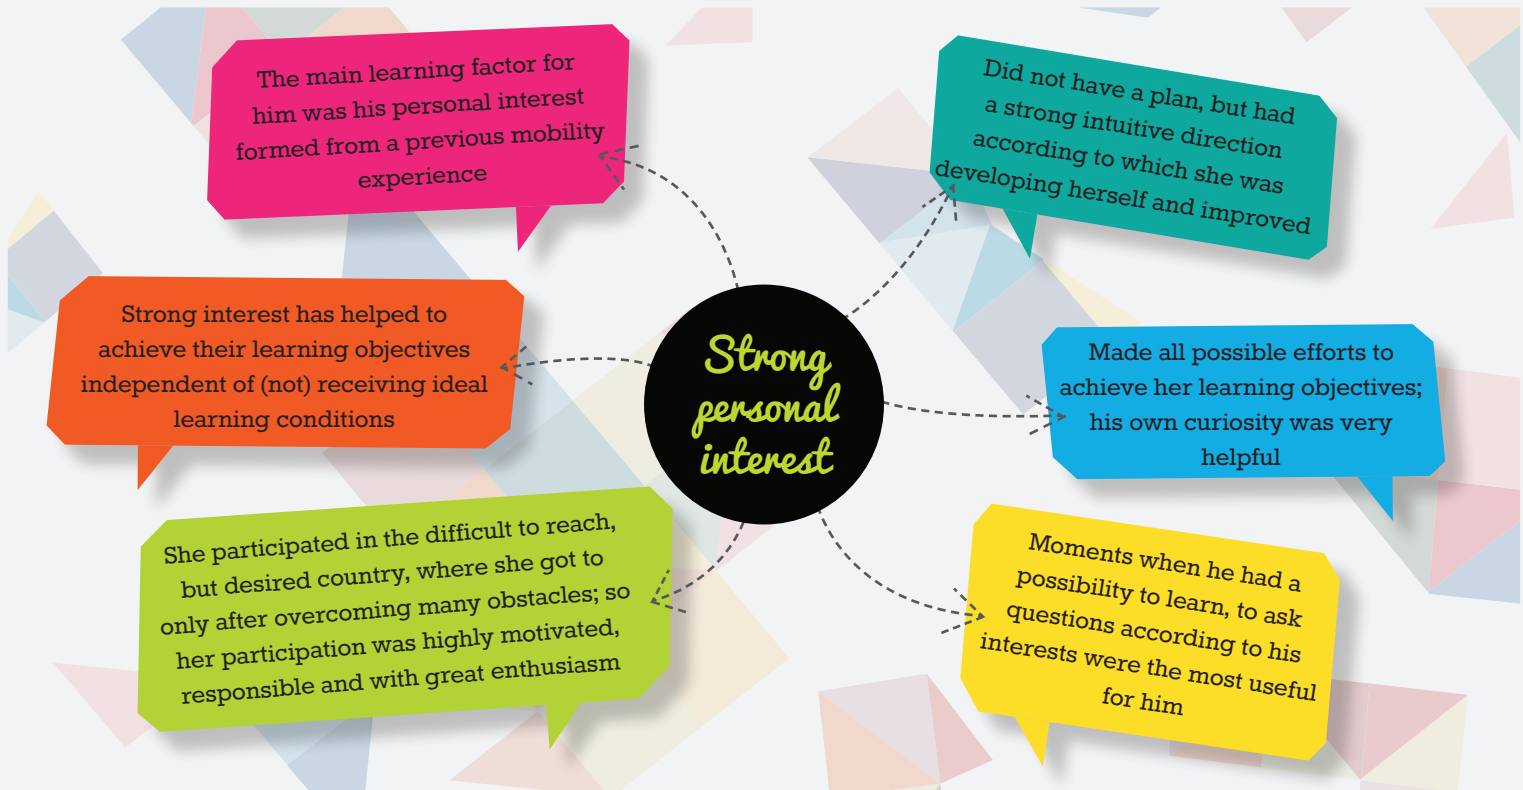 The main learning factor for
him was his personal interest
formed from a previous mobility
experience
Did not have a plan, but had
a strong intuitive direction
according to which she was
developing herself and improved
Strong interest has helped to
achieve their learning objectives
independent of (not) receiving ideal
learning conditions
Strong
personal
interest
Made all possible efforts to
achieve her learning objectives;
his own curiosity was very
helpful
She participated in the difficult to reach,
but desired country, where she got to
only after overcoming many obstacles; so
her participation was highly motivated,
responsible and with great enthusiasm
Moments when he had a
possibility to learn, to ask
questions according to his
interests were the most useful
for him